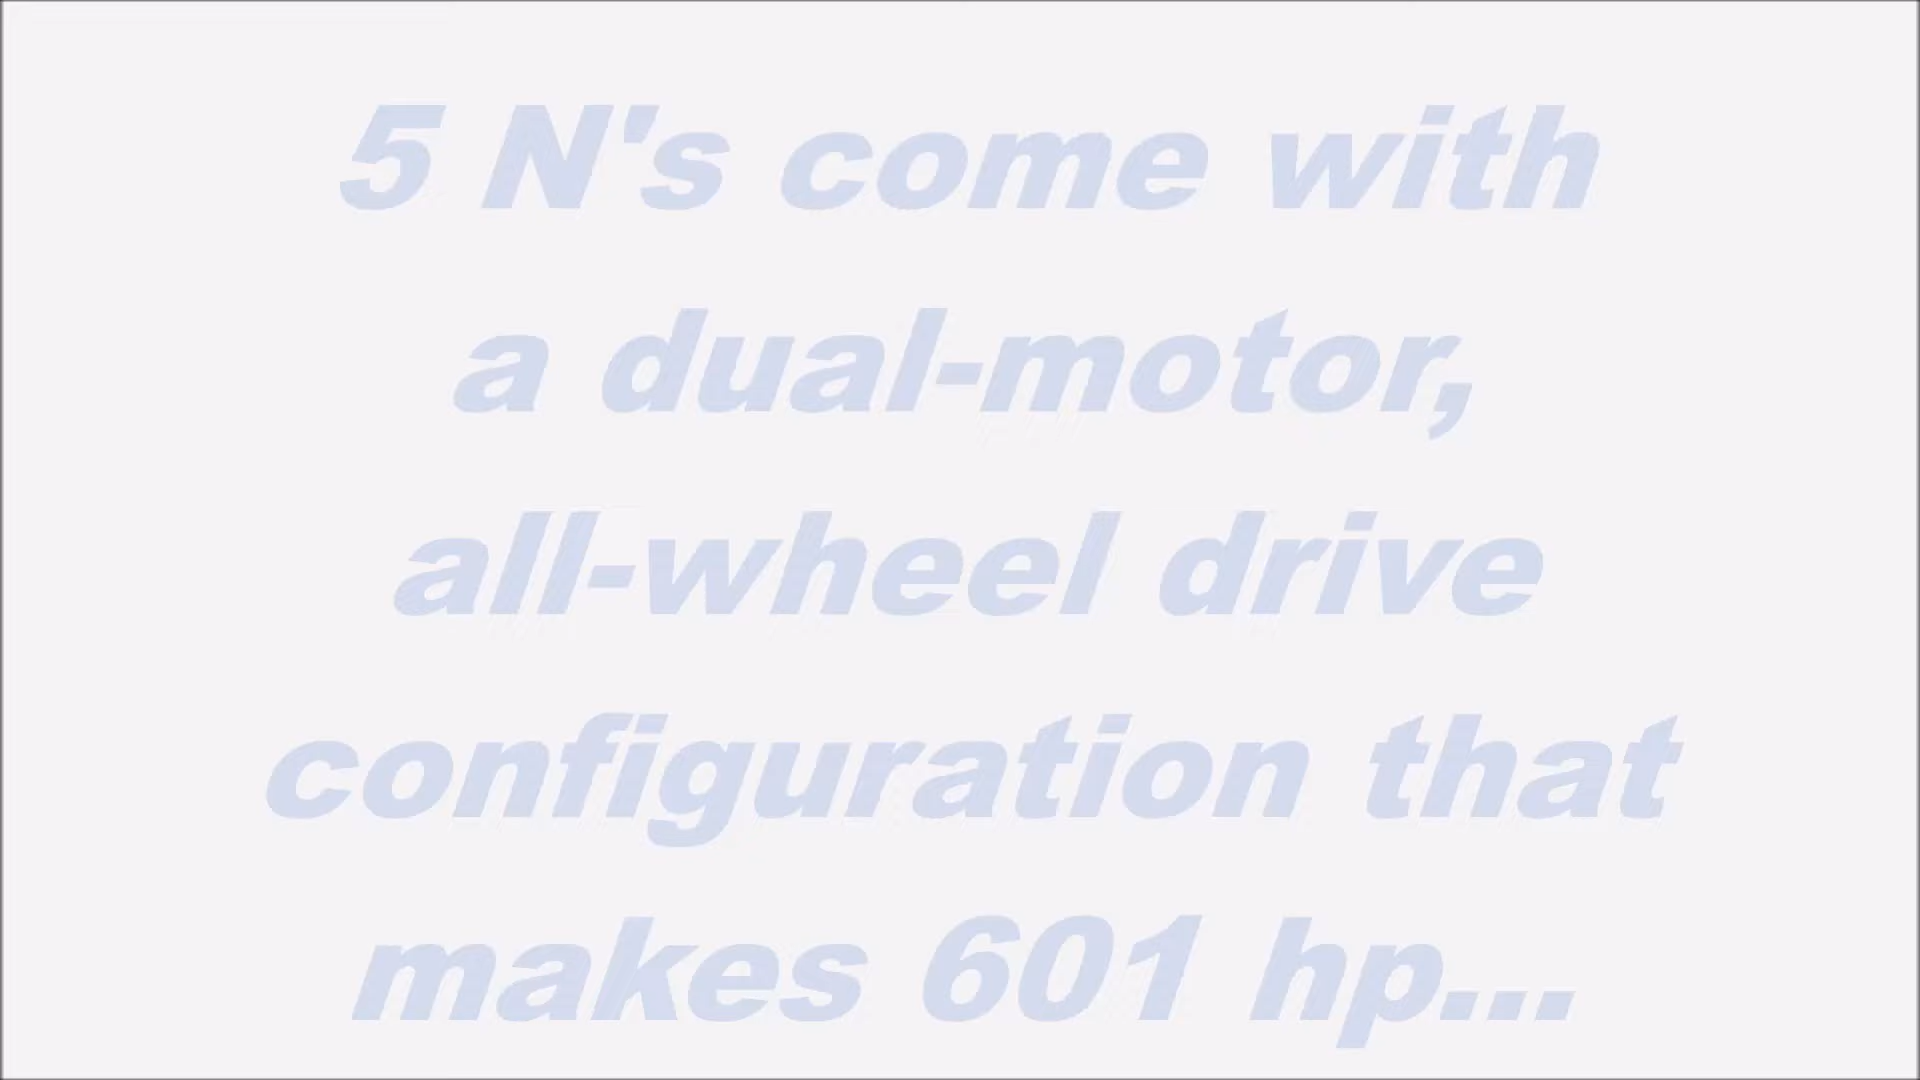 5 N's come with
a dual-motor,
all-wheel drive
configuration that
makes 601 hp...